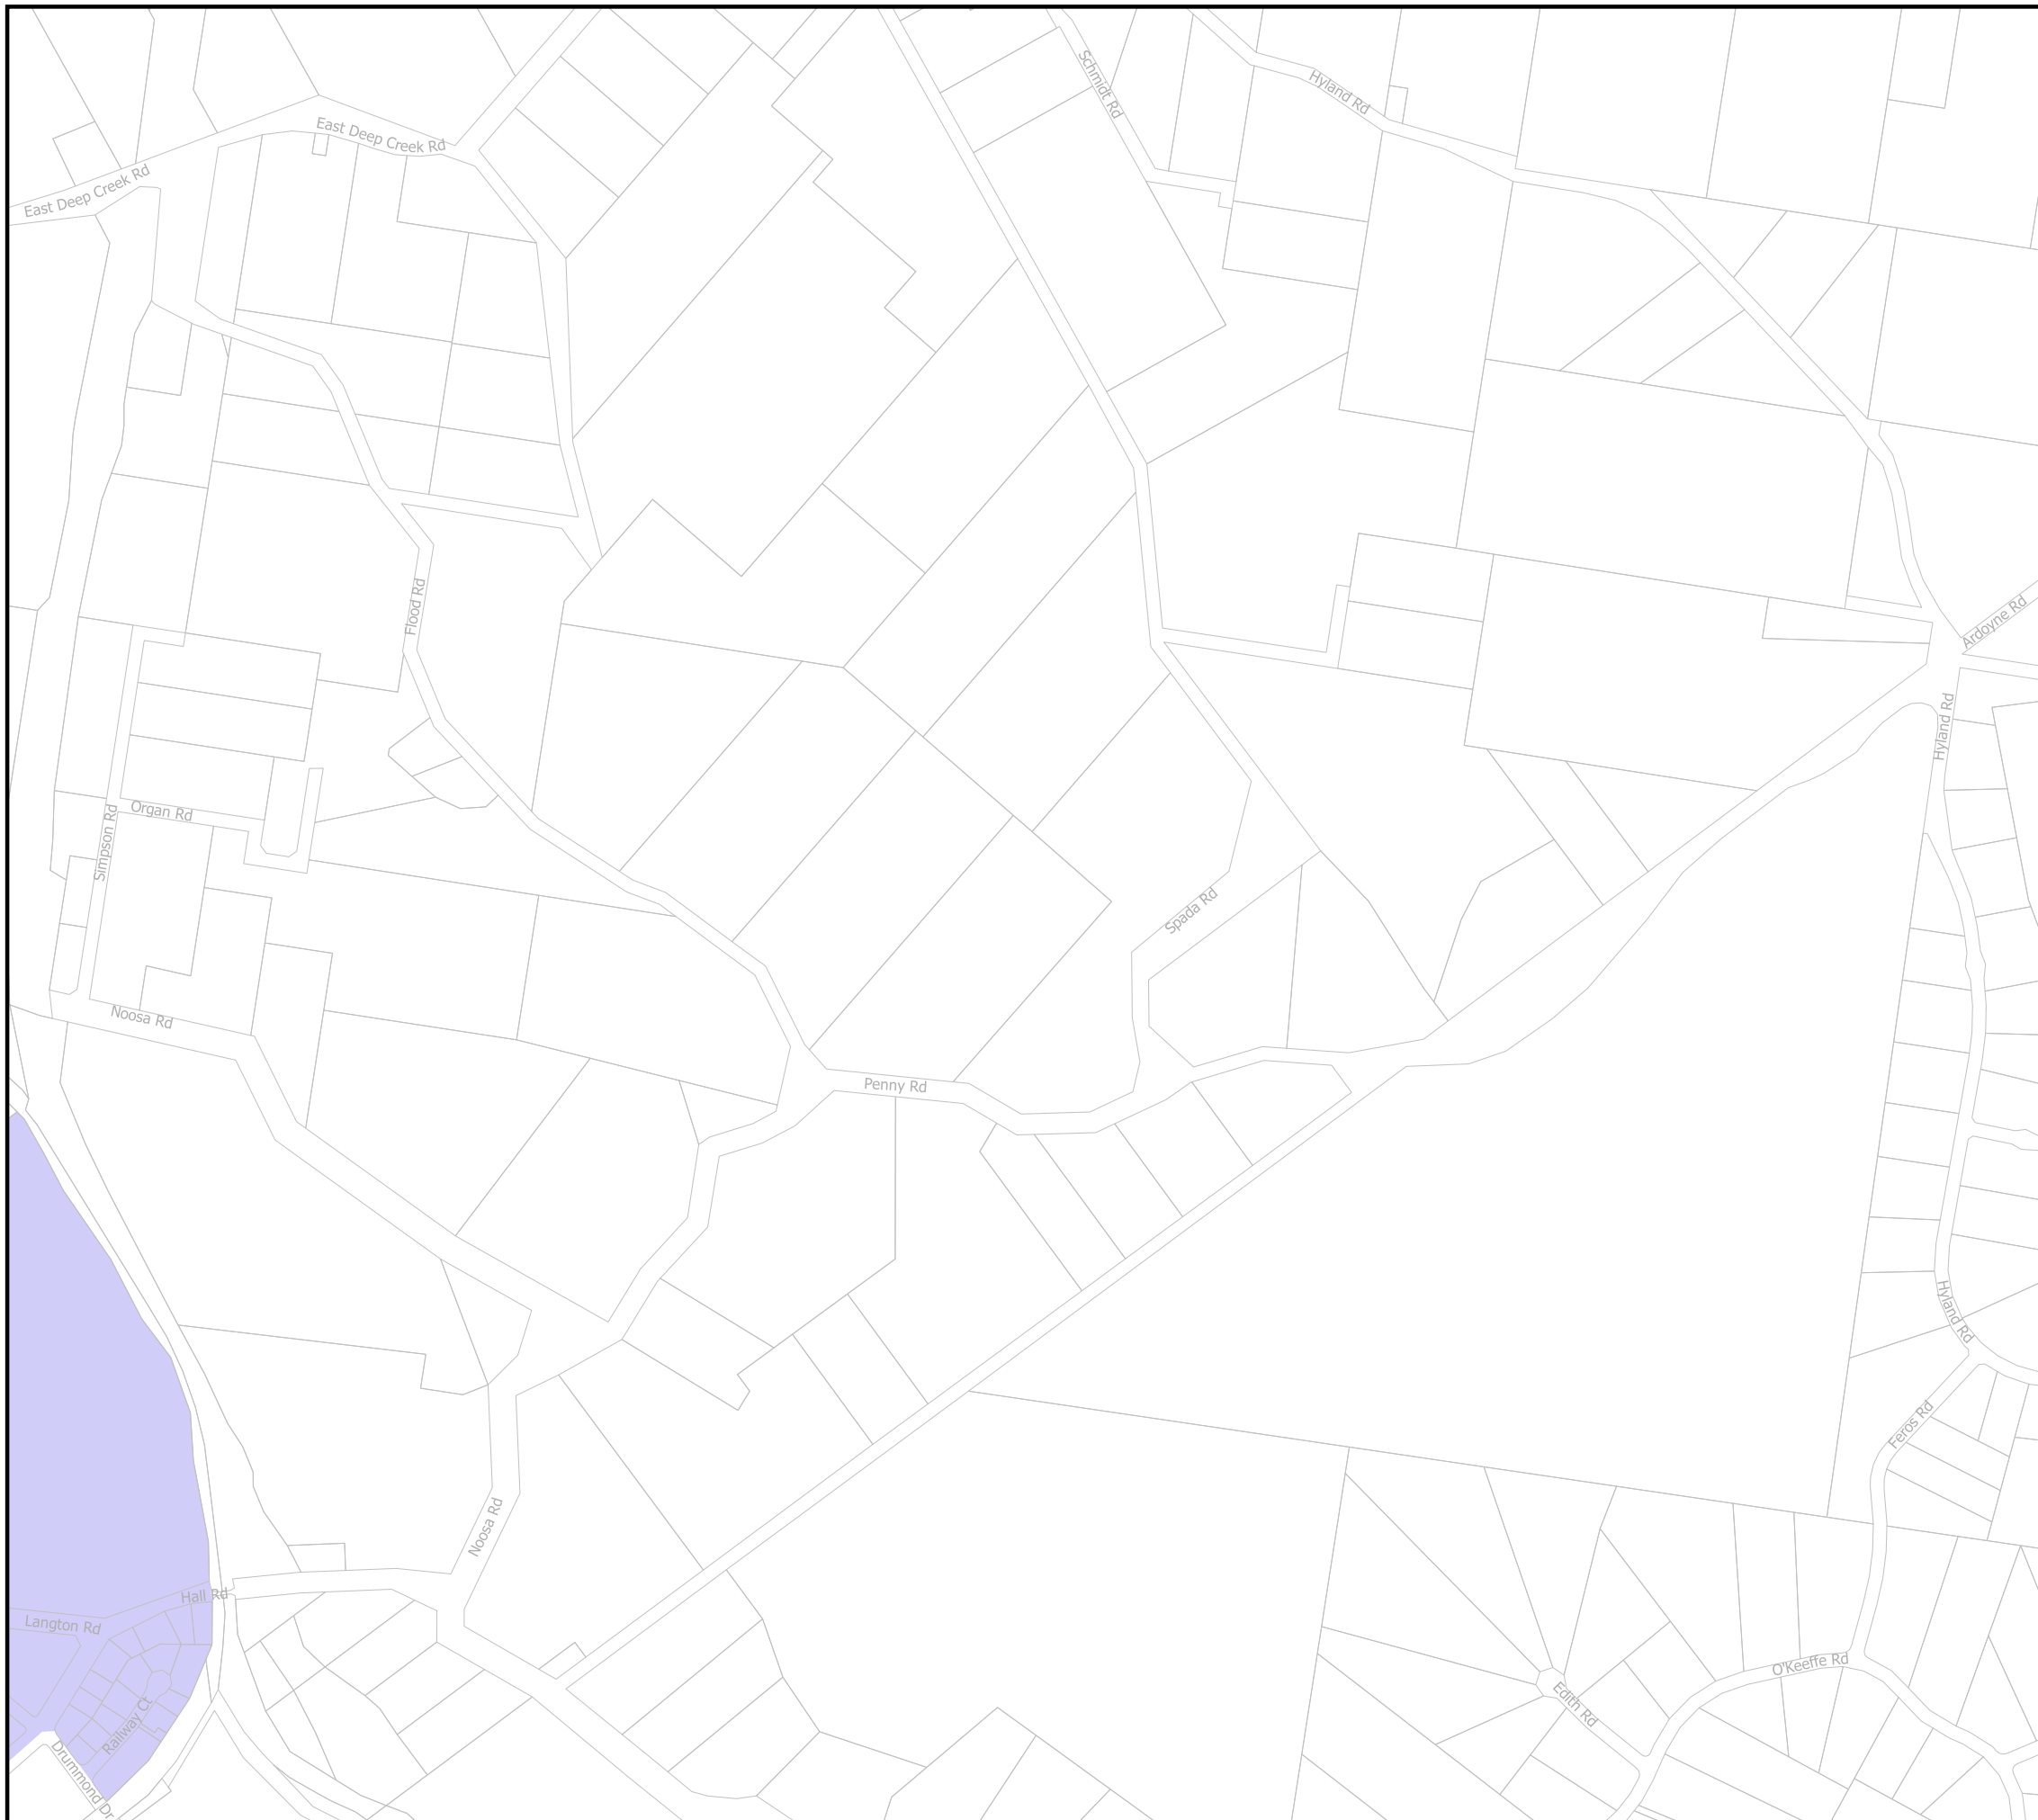 Schmidt Rd
Hyland Rd
East Deep Creek Rd
East Deep Creek Rd
Flood Rd
Ardoyne Rd
Hyland Rd
Organ Rd
Simpson Rd
Spada Rd
Noosa Rd
Penny Rd
Hyland Rd
Feros Rd
Noosa Rd
Hall Rd
Langton Rd
O'Keeffe Rd
Edith Rd
Railway Ct
Drummond Dr